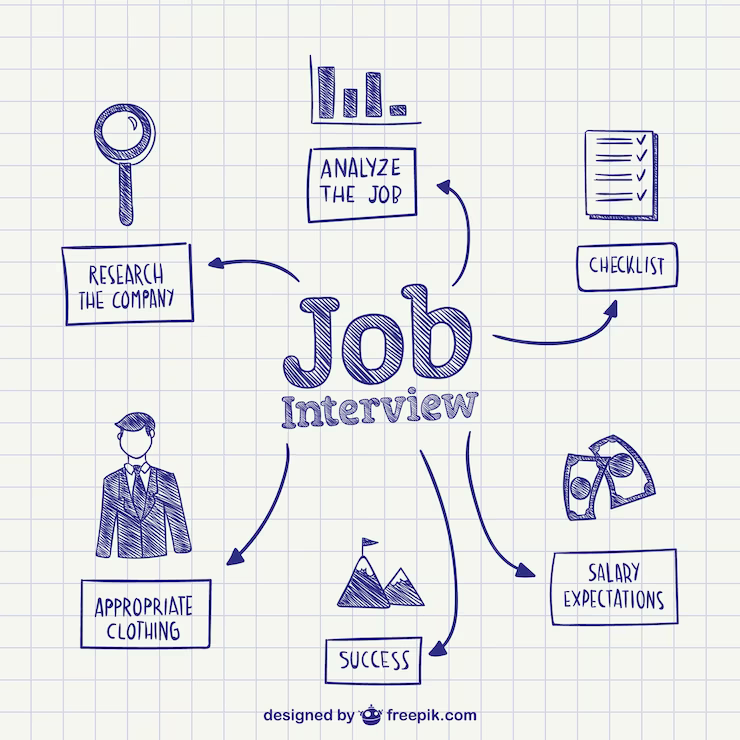 ANALYZE
THE JOB
RESEARCH
THE COMPANY
CHECKLIST
Job
Interview
APPROPRIATE
CLOTHING
SALARY
EXPECTATIONS
SUCCESS
designed by freepik.com